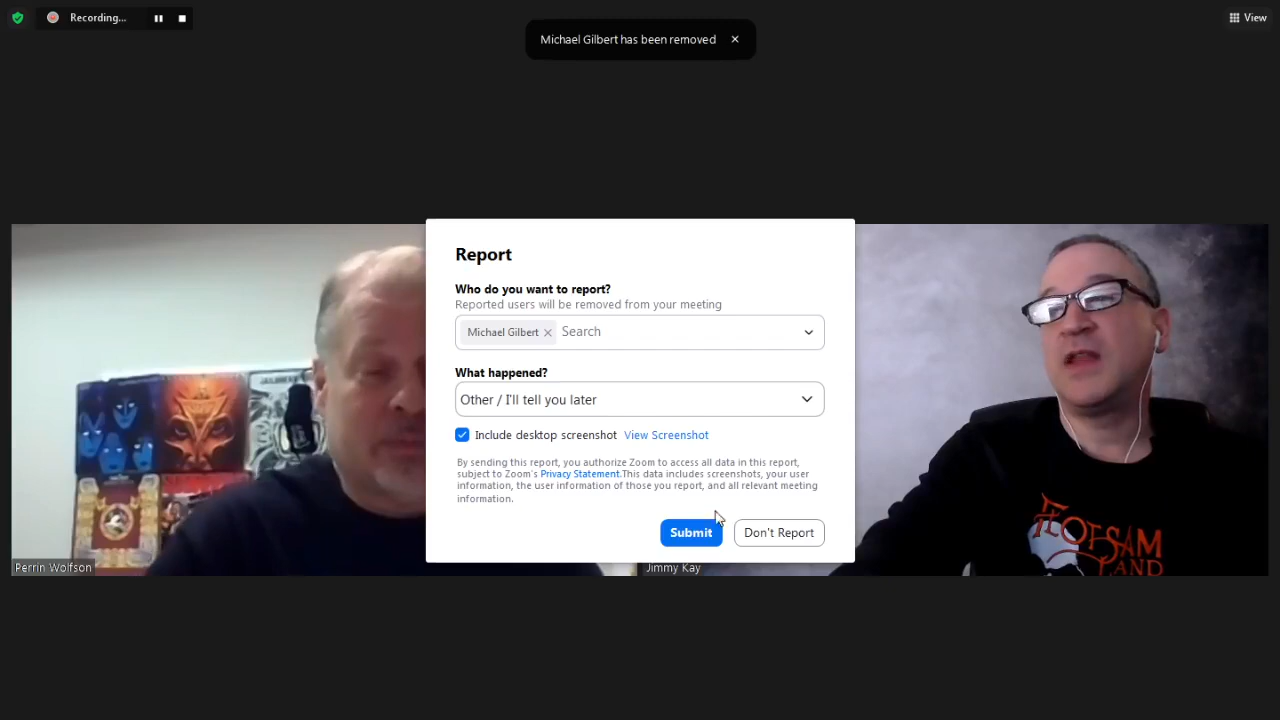 Recording...
View
Michael Gilbert has been removed
Report
Who do you want to report?
Reported users will be removed from your meeting
Michael Gilbert
Search
What happened?
Other / I'll tell you later
Include desktop screenshot View Screenshot
By sending this report, you authorize Zoom to access all data in this report,
subject to Zoom's Privacy Statement.This data includes screenshots, your user
information, the user information of those you report, and all relevant meeting
information.
Submit
Don't Report
FLOTSAM
LAND
Perrin Wolfson
Jimmy Kay